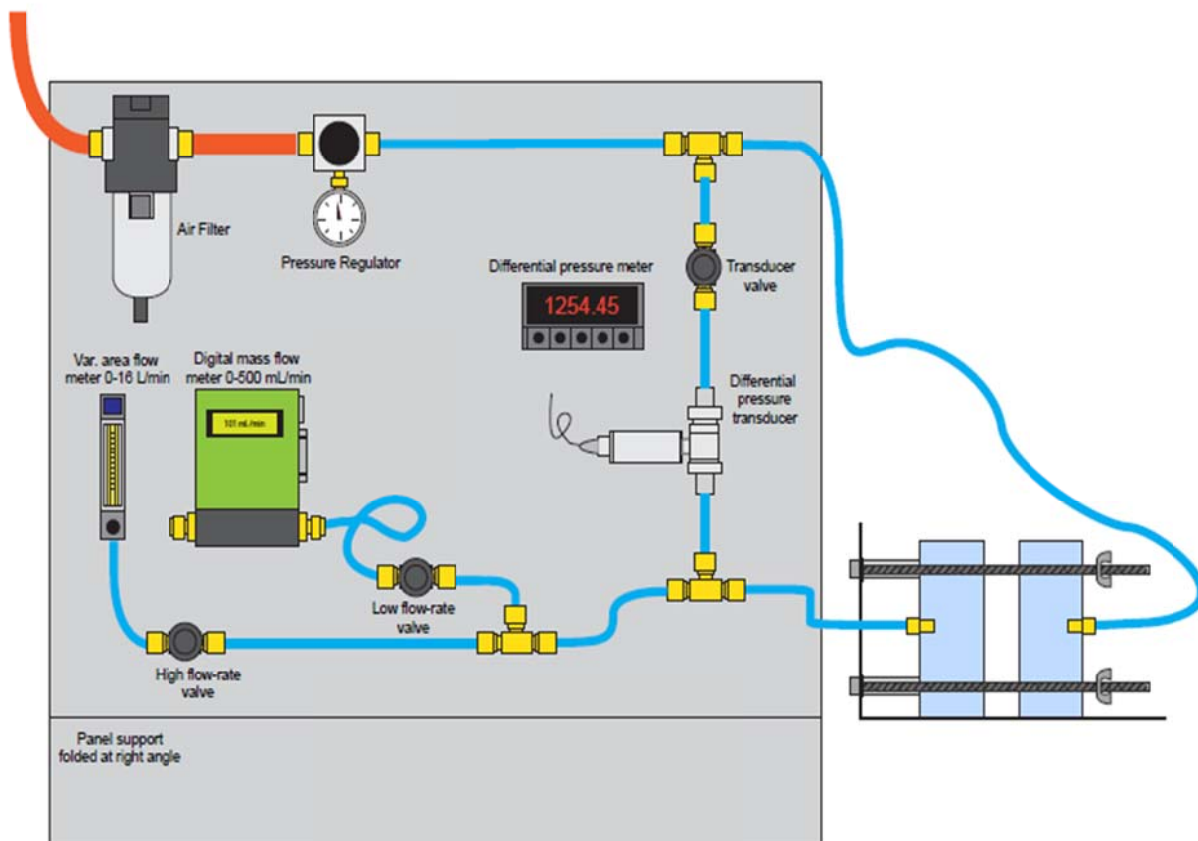 Air Filter
Pressure Regulator
Differential pressure meter
1254.45
Transducer
valve
Var. area flow
meter 0-16 L/min
Digital mass flow
meter 0-500 mL/min
101 mL/min
Differential
pressure
transducer
Low flow-rate
valve
High flow-rate
valve
Panel support
folded at right angle